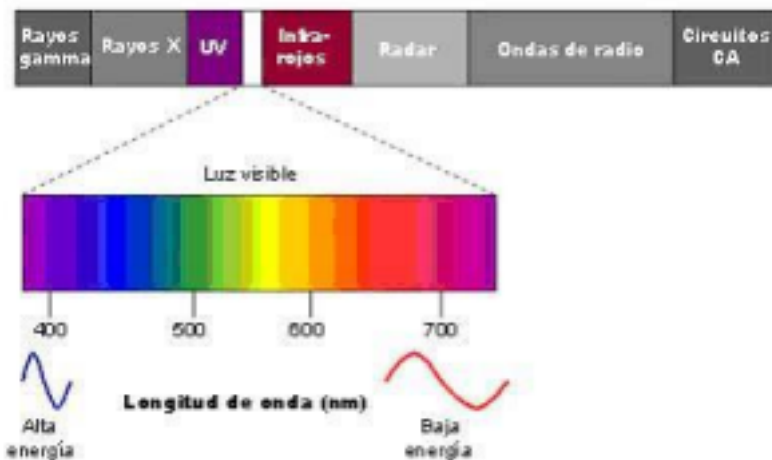 Rayos gamma
Rayos X
UV
Infra-rojos
Radar
Ondas de radio
Circuitos CA
Luz visible
400 500 600 700
Longitud de onda (nm)
Alta energía
Baja energía